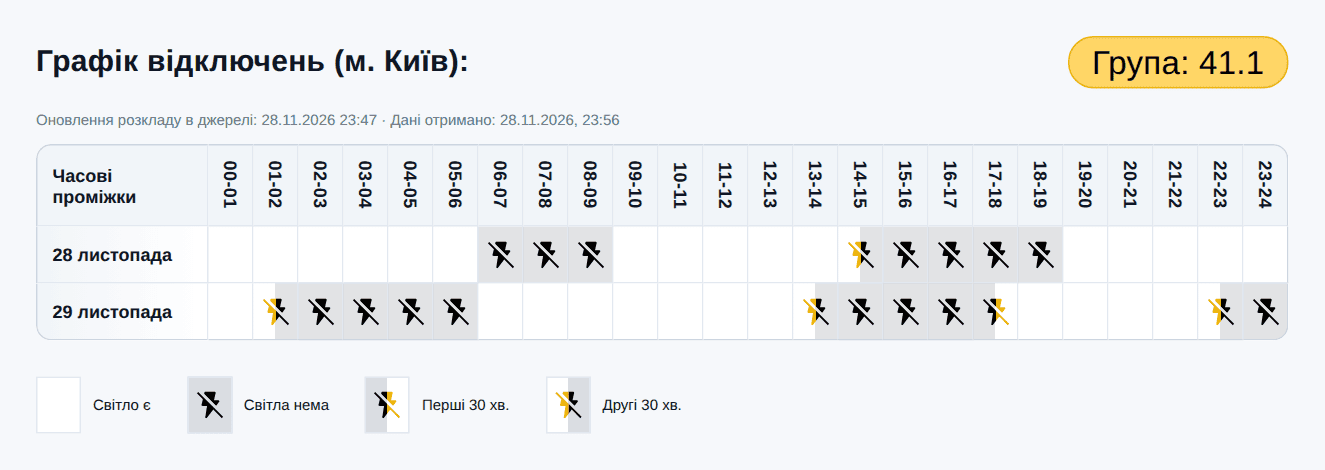 Графік відключень (м. Київ):
Група: 41.1
Оновлення розкладу в джерелі: 28.11.2026 23:47 · Дані отримано: 28.11.2026, 23:56
Часові
проміжки
00-01
01-02
02-03
03-04
04-05
05-06
06-07
07-08
08-09
09-10
10-11
11-12
12-13
13-14
14-15
15-16
16-17
17-18
18-19
19-20
20-21
21-22
22-23
23-24
28 листопада
29 листопада
Світло є
Світла нема
Перші 30 хв.
Другі 30 хв.